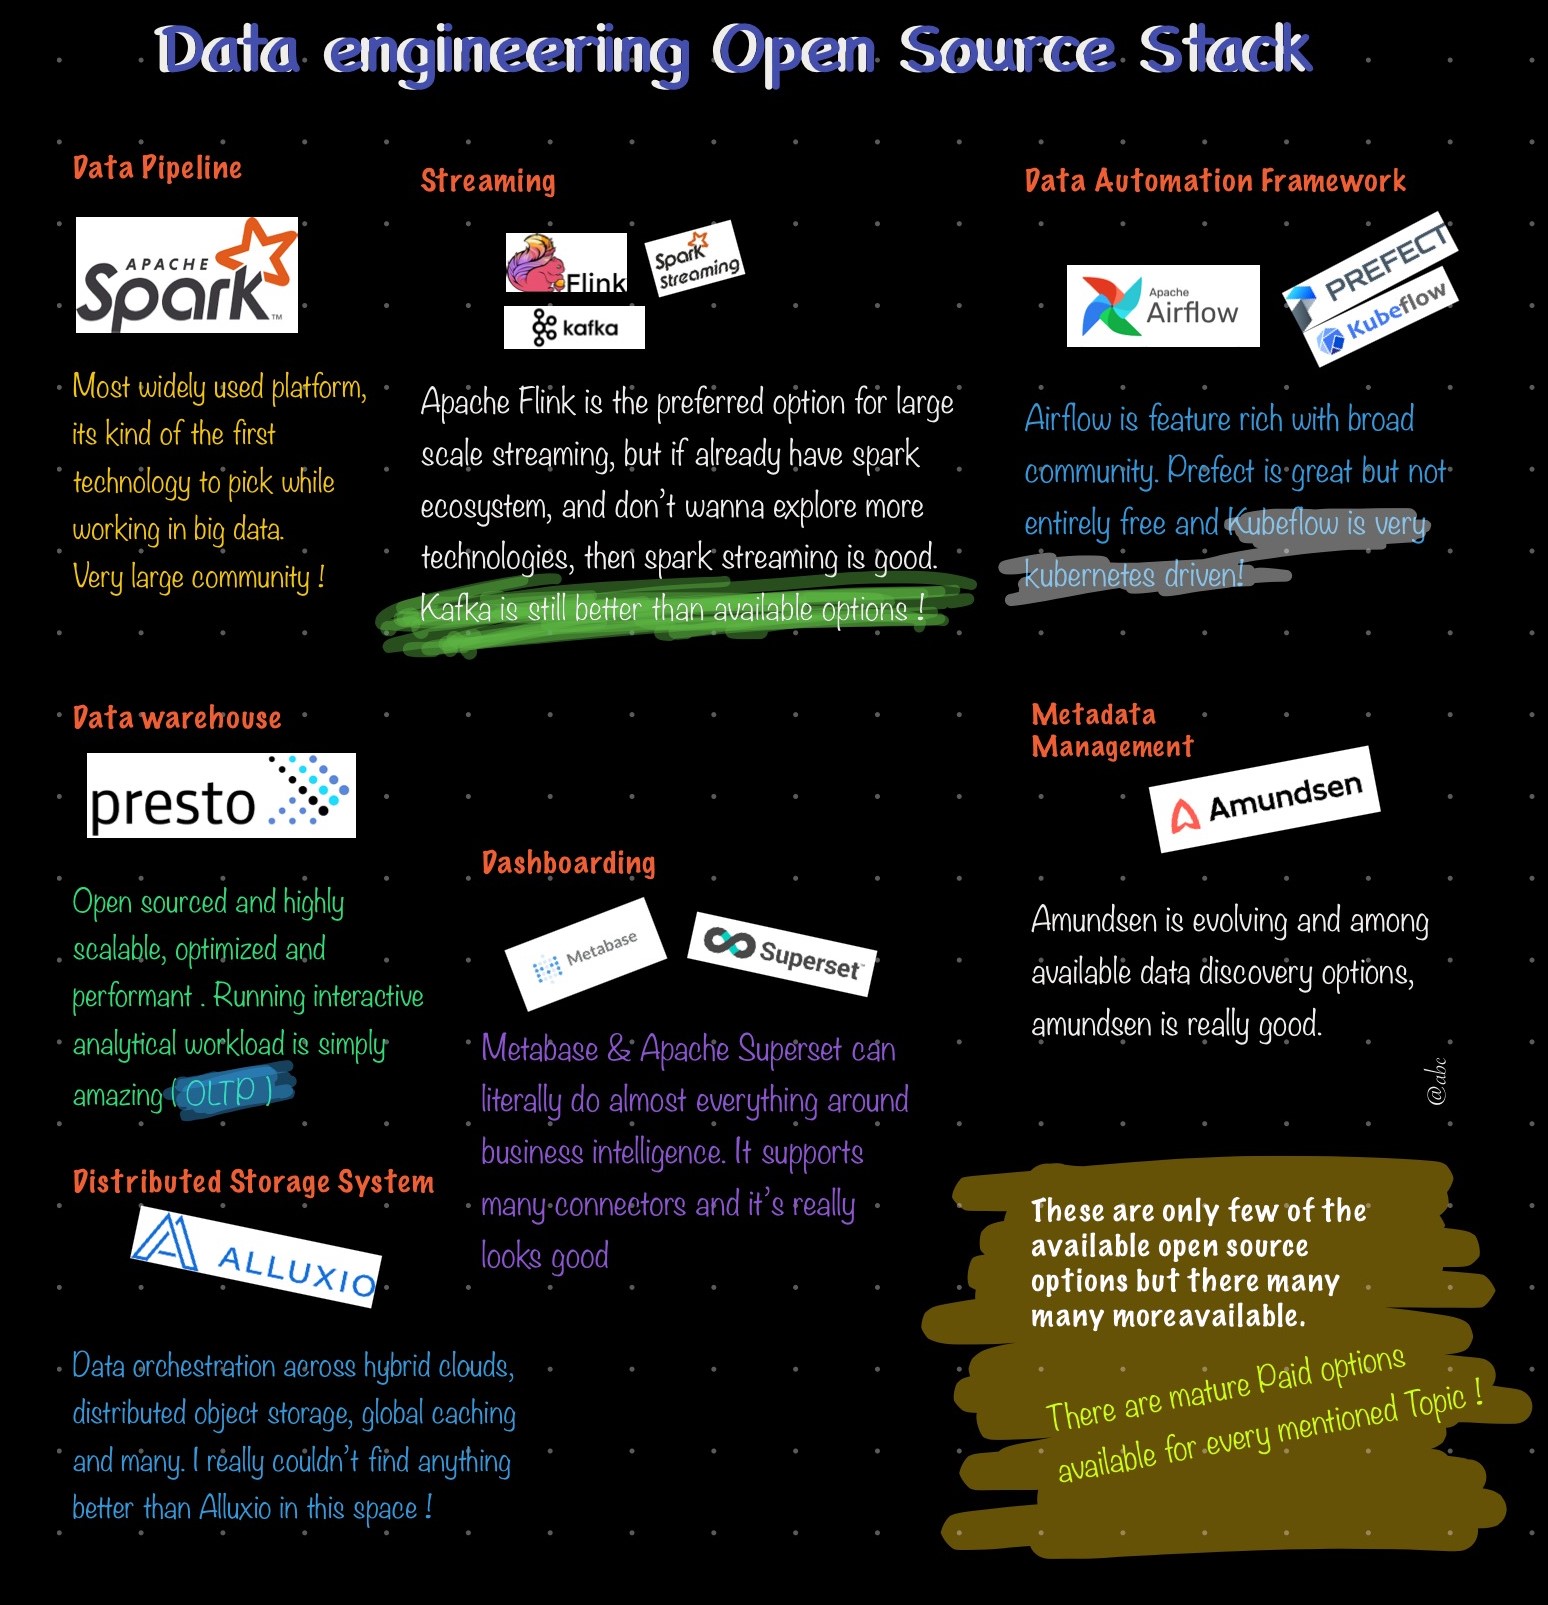 Data engineering Open Source Stack
Data Pipeline
APACHE
Spark™
Most widely used platform,
its kind of the first
technology to pick while
working in big data.
Very large community !
Streaming
Flink
Spark
Streaming
kafka
Apache Flink is the preferred option for large
scale streaming, but if already have spark
ecosystem, and don't wanna explore more
technologies, then spark streaming is good.
Kafka is still better than available options !
Data Automation Framework
Apache
Airflow
PREFECT
Kubeflow
Airflow is feature rich with broad
community. Prefect is great but not
entirely free and Kubeflow is very
kubernetes driven!
Data warehouse
presto
Open sourced and highly
scalable, optimized and
performant . Running interactive
analytical workload is simply
amazing ( OLTP )
Dashboarding
Metabase
Superset™
Metabase & Apache Superset can
literally do almost everything around
business intelligence. It supports
many connectors and it's really
looks good
Metadata
Management
Amundsen
Amundsen is evolving and among
available data discovery options,
amundsen is really good.
@abc
Distributed Storage System
ALLUXIO
Data orchestration across hybrid clouds,
distributed object storage, global caching
and many. I really couldn't find anything
better than Alluxio in this space !
These are only few of the
available open source
options but there many
many moreavailable.
There are mature Paid options
available for every mentioned Topic !